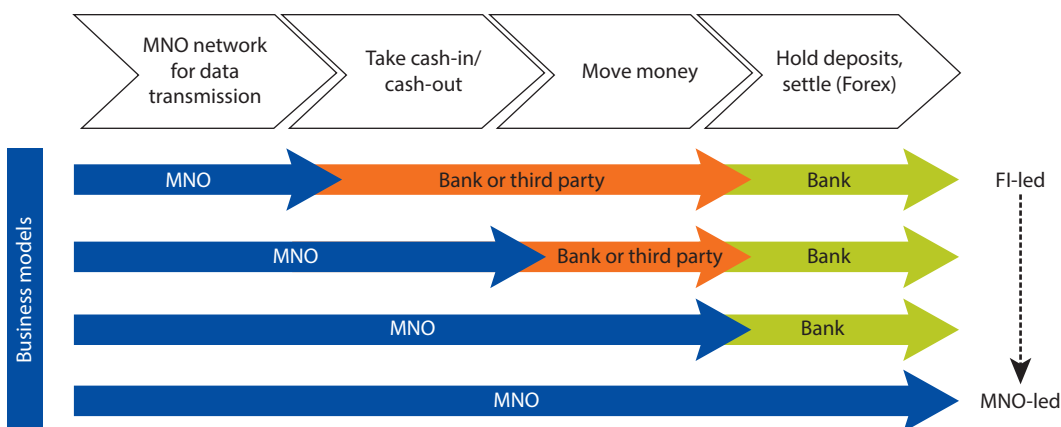 MNO network
for data
transmission
Take cash-in/
cash-out
Move money
Hold deposits,
settle (Forex)
Business models
MNO
Bank or third party
Bank
FI-led
MNO
Bank or third party
Bank
MNO
Bank
MNO
MNO-led